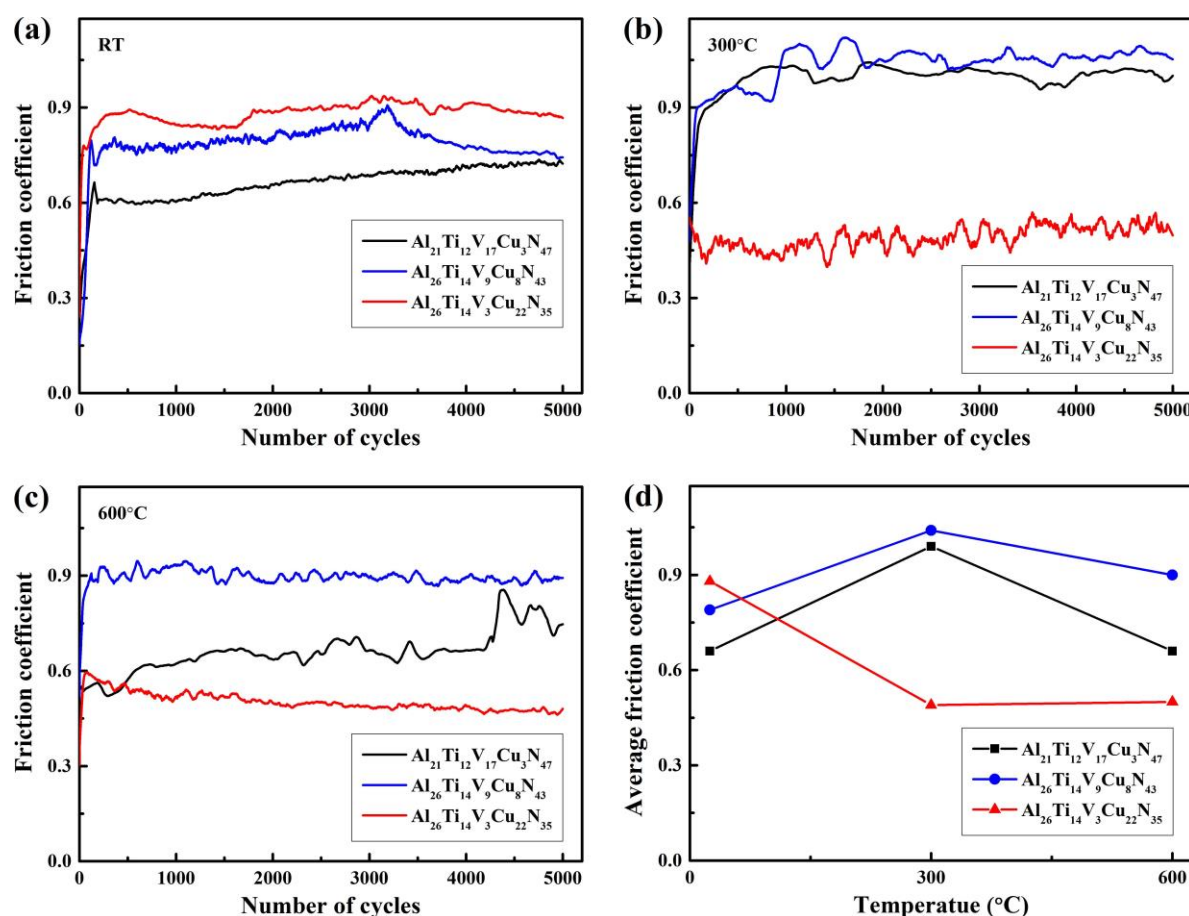 (a)
RT
Friction coefficient
0.9
0.6
0.3
0.0
Al₂₁Ti₁₂V₁₇Cu₃N₄₇
Al₂₆Ti₁₄V₉Cu₈N₄₃
Al₂₆Ti₁₄V₃Cu₂₂N₃₅
0 1000 2000 3000 4000 5000
Number of cycles
(b)
300°C
Friction coefficient
0.9
0.6
0.3
0.0
Al₂₁Ti₁₂V₁₇Cu₃N₄₇
Al₂₆Ti₁₄V₉Cu₈N₄₃
Al₂₆Ti₁₄V₃Cu₂₂N₃₅
0 1000 2000 3000 4000 5000
Number of cycles
(c)
600°C
Friction coefficient
0.9
0.6
0.3
0.0
Al₂₁Ti₁₂V₁₇Cu₃N₄₇
Al₂₆Ti₁₄V₉Cu₈N₄₃
Al₂₆Ti₁₄V₃Cu₂₂N₃₅
0 1000 2000 3000 4000 5000
Number of cycles
(d)
Average friction coefficient
0.9
0.6
0.3
0.0
Al₂₁Ti₁₂V₁₇Cu₃N₄₇
Al₂₆Ti₁₄V₉Cu₈N₄₃
Al₂₆Ti₁₄V₃Cu₂₂N₃₅
0 300 600
Temperatue (°C)